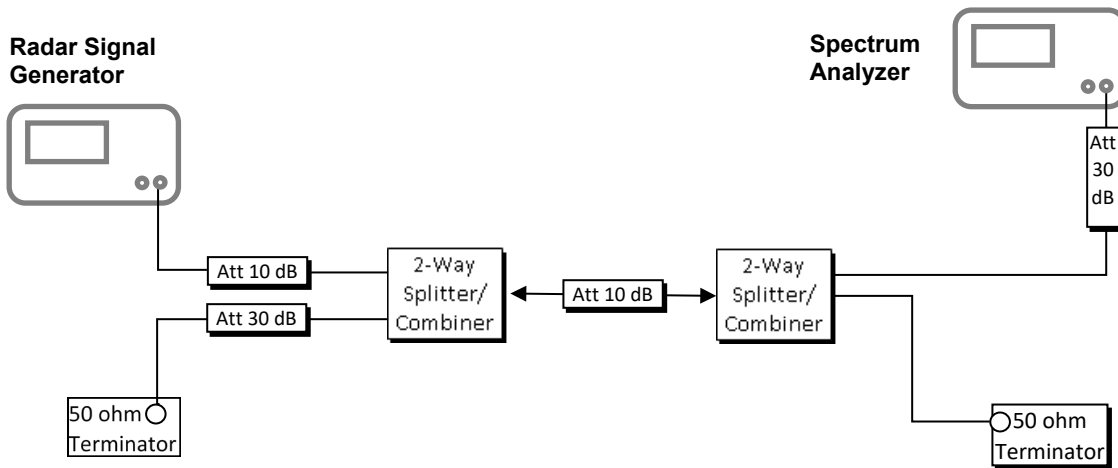 Radar Signal
Generator
Spectrum
Analyzer
Att
30
dB
Att 10 dB
Att 30 dB
2-Way
Splitter/
Combiner
Att 10 dB
2-Way
Splitter/
Combiner
50 ohm
Terminator
50 ohm
Terminator